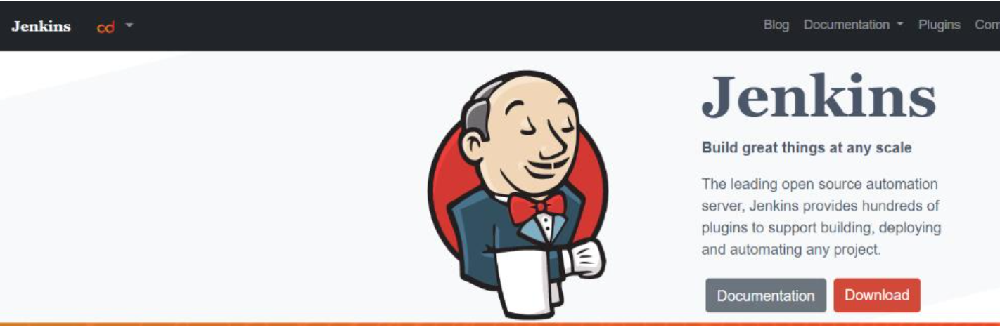 Jenkins cd Blog Documentation Plugins Com
Jenkins
Build great things at any scale
The leading open source automation
server, Jenkins provides hundreds of
plugins to support building, deploying
and automating any project.
Documentation Download